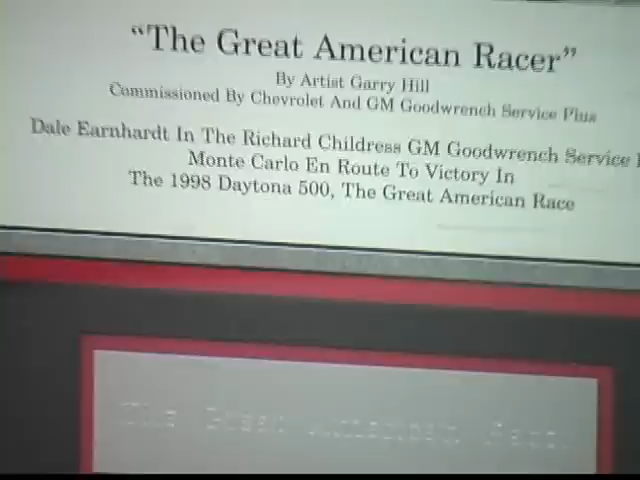 "The Great American Racer"
By Artist Garry Hill
Commissioned By Chevrolet And GM Goodwrench Service Plus
Dale Earnhardt In The Richard Childress GM Goodwrench Service
Monte Carlo En Route To Victory In
The 1998 Daytona 500, The Great American Race